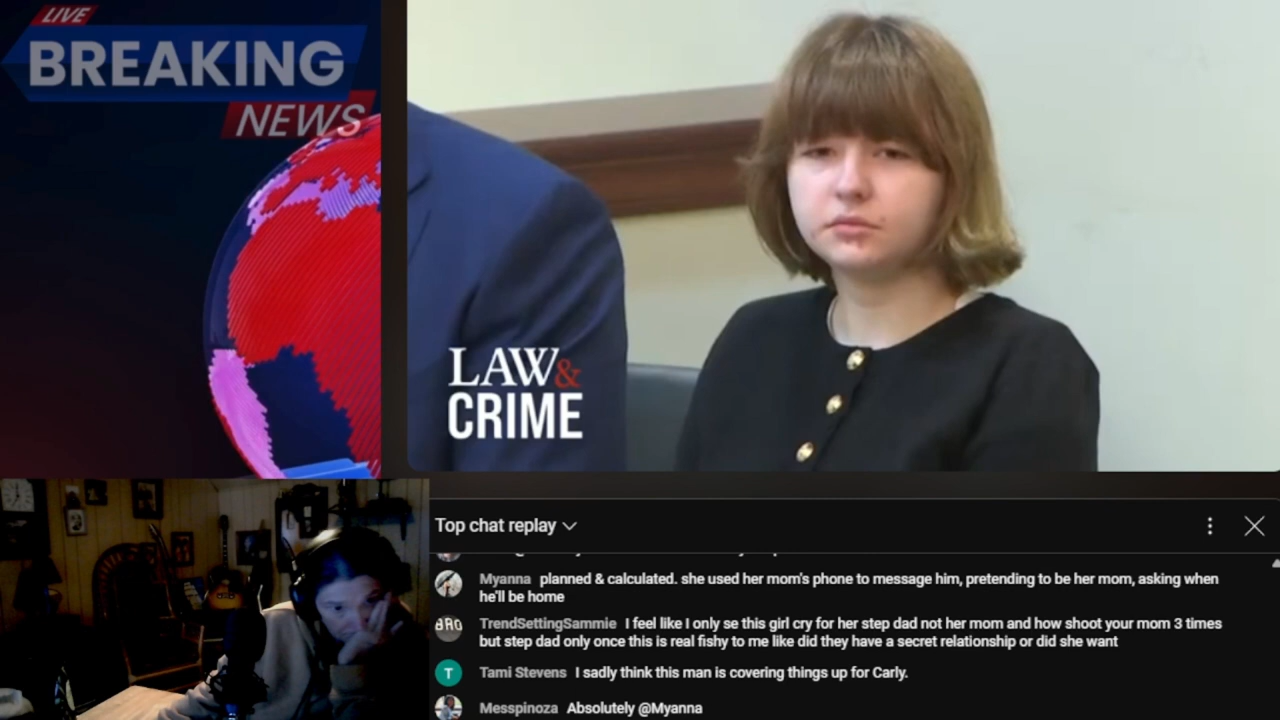 LIVE
BREAKING
NEWS
LAW&
CRIME
Top chat replay
Myanna planned & calculated. she used her mom's phone to message him, pretending to be her mom, asking when
he'll be home
BRO
TrendSettingSammie I feel like I only se this girl cry for her step dad not her mom and how shoot your mom 3 times
but step dad only once this is real fishy to me like did they have a secret relationship or did she want
T
Tami Stevens I sadly think this man is covering things up for Carly.
Messpinoza Absolutely @Myanna